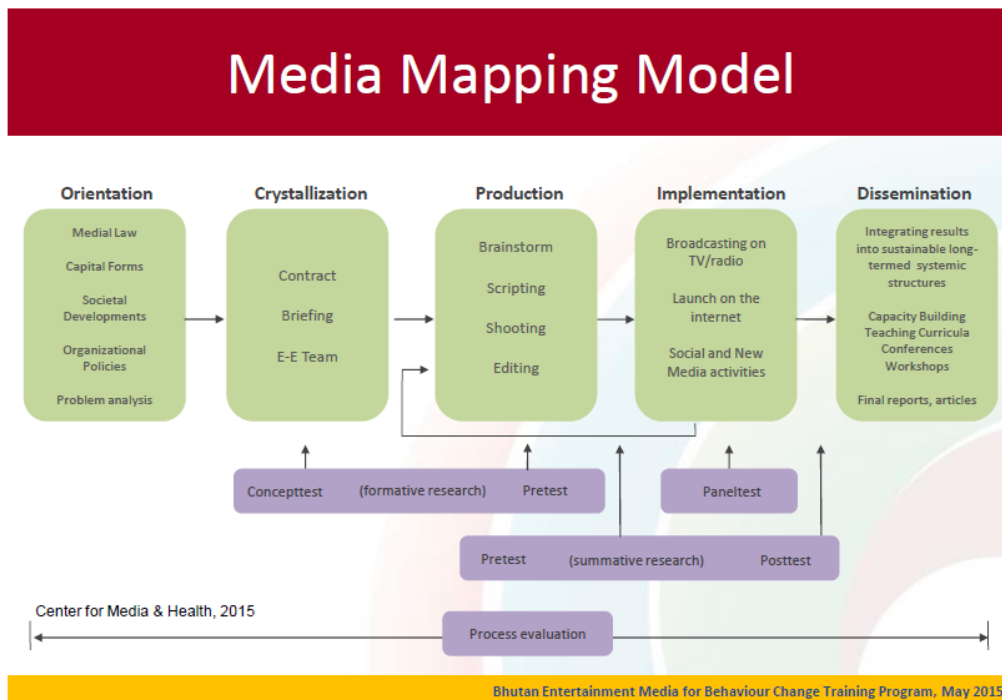 Media Mapping Model
Orientation
Medial Law
Capital Forms
Societal
Developments
Organizational
Policies
Problem analysis
Crystallization
Contract
Briefing
E-E Team
Production
Brainstorm
Scripting
Shooting
Editing
Implementation
Broadcasting on
TV/radio
Launch on the
internet
Social and New
Media activities
Dissemination
Integrating results
into sustainable long-
termed systemic
structures
Capacity Building
Teaching Curricula
Conferences
Workshops
Final reports, articles
Concepttest (formative research) Pretest
Paneltest
Pretest (summative research) Posttest
Center for Media & Health, 2015
Process evaluation
Bhutan Entertainment Media for Behaviour Change Training Program, May 2015